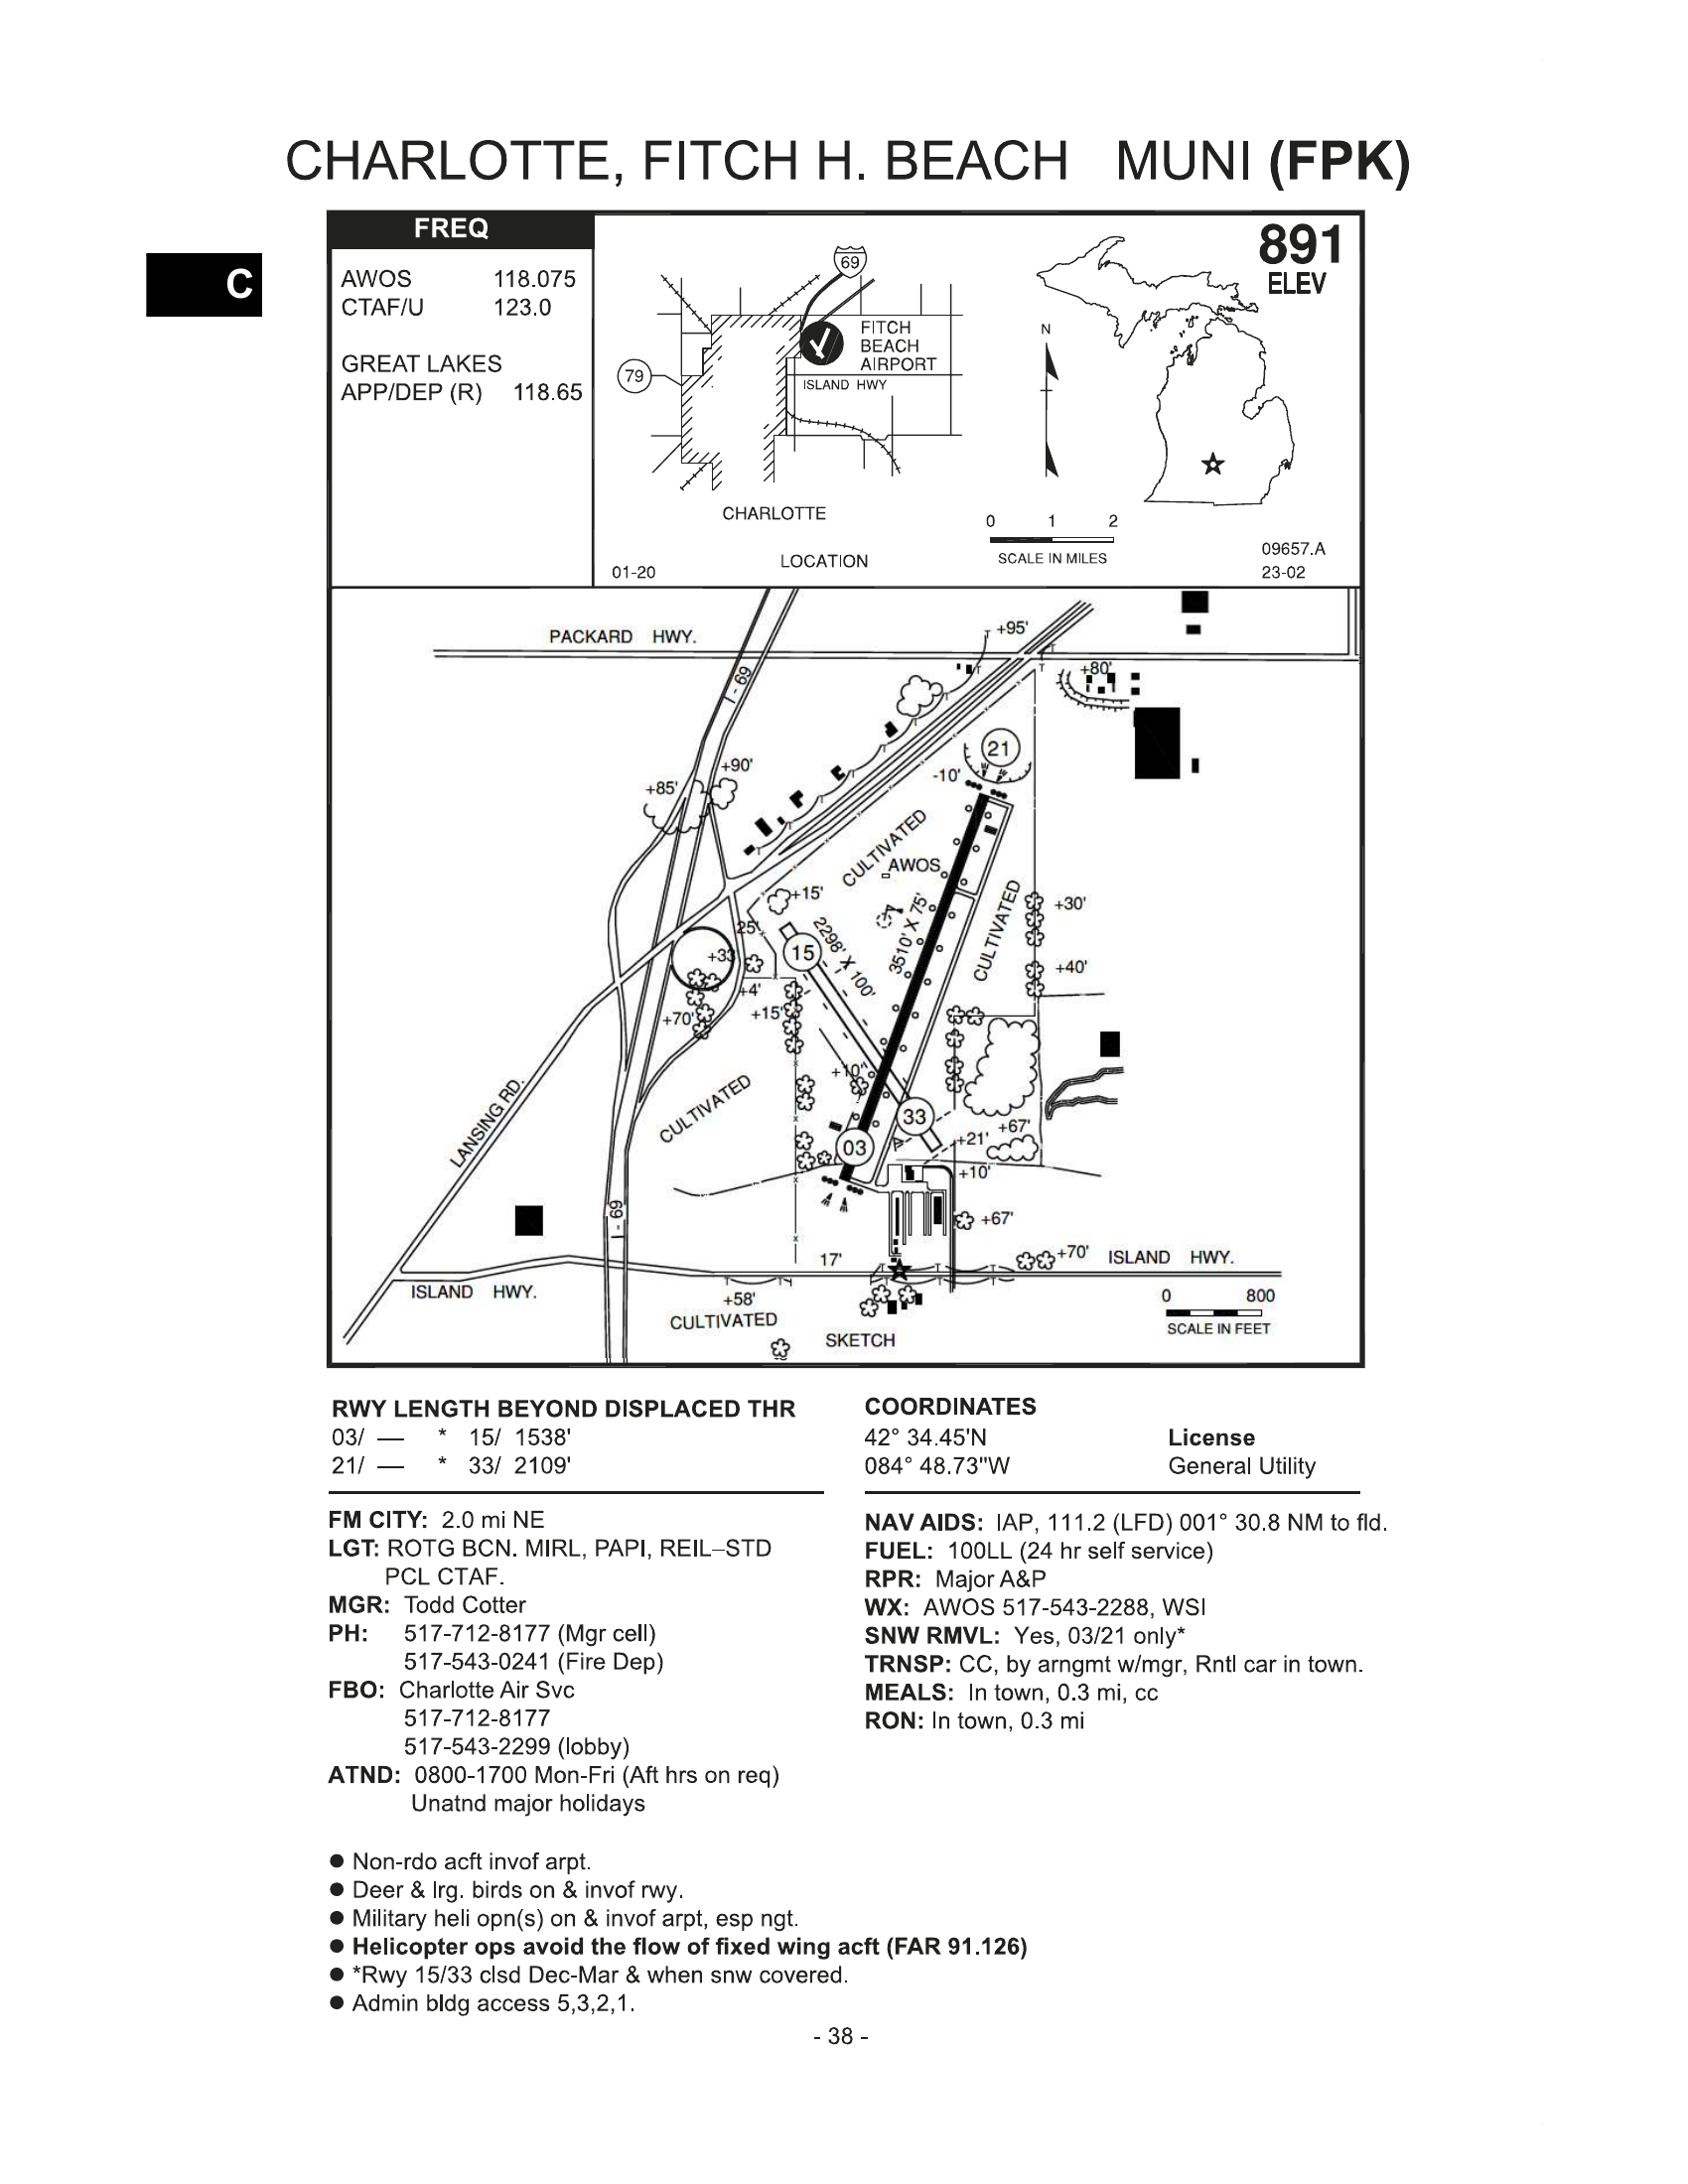 CHARLOTTE, FITCH H. BEACH MUNI (FPK)
C
FREQ
AWOS 118.075
CTAF/U 123.0
GREAT LAKES
APP/DEP (R) 118.65
69
79
FITCH
BEACH
AIRPORT
ISLAND HWY
CHARLOTTE
LOCATION
01-20
N
0 1 2
SCALE IN MILES
891
ELEV
09657.A
23-02
PACKARD HWY.
+95'
+80'
I - 69
+90'
+85'
21
-10'
CULTIVATED
AWOS
+15'
25'
15
2298' X 100'
3510' X 75'
CULTIVATED
+30'
+40'
+33
+4'
+70'
+15'
+10'
CULTIVATED
LANSING RD.
33
03
+21'
+67'
+10'
+67'
I - 69
17'
+70'
ISLAND HWY.
ISLAND HWY.
+58'
CULTIVATED
SKETCH
0 800
SCALE IN FEET
RWY LENGTH BEYOND DISPLACED THR
03/ — * 15/ 1538'
21/ — * 33/ 2109'
COORDINATES
42° 34.45'N
084° 48.73"W
License
General Utility
FM CITY: 2.0 mi NE
LGT: ROTG BCN. MIRL, PAPI, REIL–STD
PCL CTAF.
MGR: Todd Cotter
PH: 517-712-8177 (Mgr cell)
517-543-0241 (Fire Dep)
FBO: Charlotte Air Svc
517-712-8177
517-543-2299 (lobby)
ATND: 0800-1700 Mon-Fri (Aft hrs on req)
Unatnd major holidays
NAV AIDS: IAP, 111.2 (LFD) 001° 30.8 NM to fld.
FUEL: 100LL (24 hr self service)
RPR: Major A&P
WX: AWOS 517-543-2288, WSI
SNW RMVL: Yes, 03/21 only*
TRNSP: CC, by arngmt w/mgr, Rntl car in town.
MEALS: In town, 0.3 mi, cc
RON: In town, 0.3 mi
● Non-rdo acft invof arpt.
● Deer & lrg. birds on & invof rwy.
● Military heli opn(s) on & invof arpt, esp ngt.
● Helicopter ops avoid the flow of fixed wing acft (FAR 91.126)
● *Rwy 15/33 clsd Dec-Mar & when snw covered.
● Admin bldg access 5,3,2,1.
- 38 -